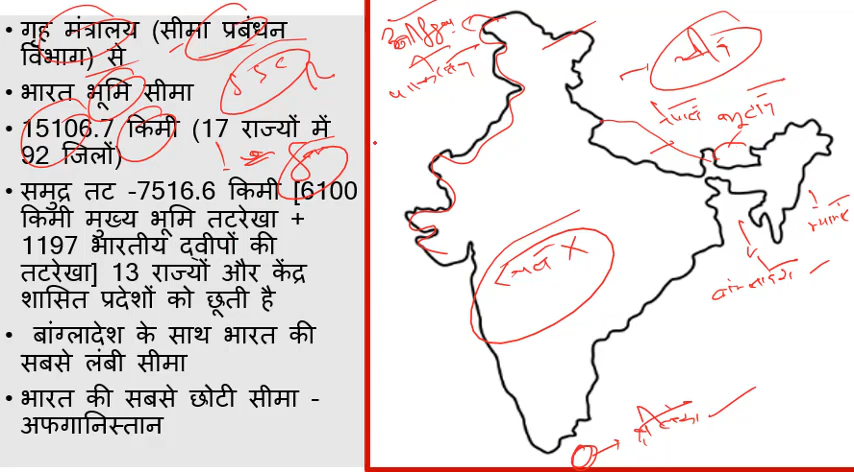 • गृह मंत्रालय (सीमा प्रबंधन
विभाग) से
• भारत भूमि सीमा
• 15106.7 किमी (17 राज्यों में
92 जिलों)
• समुद्र तट -7516.6 किमी [6100
किमी मुख्य भूमि तटरेखा +
1197 भारतीय द्वीपों की
तटरेखा] 13 राज्यों और केंद्र
शासित प्रदेशों को छूती है
• बांग्लादेश के साथ भारत की
सबसे लंबी सीमा
• भारत की सबसे छोटी सीमा -
अफगानिस्तान
SSC
नेपाल भूटान